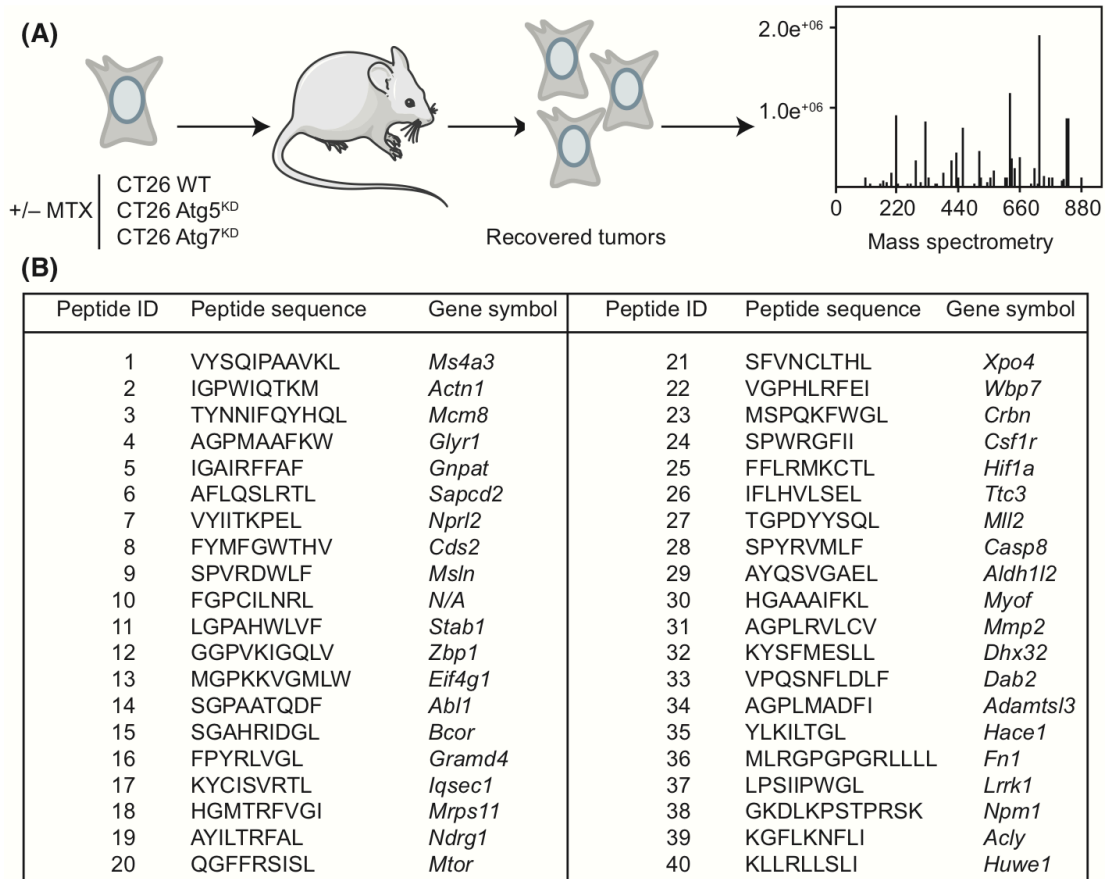 (A)
2.0e+06
1.0e+06
0 220 440 660 880
Mass spectrometry
+/– MTX
CT26 WT
CT26 Atg5KD
CT26 Atg7KD
Recovered tumors
(B)
Peptide ID Peptide sequence Gene symbol Peptide ID Peptide sequence Gene symbol
1 VYSQIPAAVKL Ms4a3 21 SFVNCLTHL Xpo4
2 IGPWIQTKM Actn1 22 VGPHLRFEI Wbp7
3 TYNNIFQYHQL Mcm8 23 MSPQKFWGL Crbn
4 AGPMAAFKW Glyr1 24 SPWRGFII Csf1r
5 IGAIRFFAF Gnpat 25 FFLRMKCTL Hif1a
6 AFLQSLRTL Sapcd2 26 IFLHVLSEL Ttc3
7 VYIITKPEL Nprl2 27 TGPDYYSQL Mll2
8 FYMFGWTHV Cds2 28 SPYRVMLF Casp8
9 SPVRDWLF Msln 29 AYQSVGAEL Aldh1l2
10 FGPCILNRL N/A 30 HGAAAIFKL Myof
11 LGPAHWLVF Stab1 31 AGPLRVLCV Mmp2
12 GGPVKIGQLV Zbp1 32 KYSFMESLL Dhx32
13 MGPKKVGMLW Eif4g1 33 VPQSNFLDLF Dab2
14 SGPAATQDF Abl1 34 AGPLMADFI Adamtsl3
15 SGAHRIDGL Bcor 35 YLKILTGL Hace1
16 FPYRLVGL Gramd4 36 MLRGPGPGRLLLL Fn1
17 KYCISVRTL Iqsec1 37 LPSIIPWGL Lrrk1
18 HGMTRFVGI Mrps11 38 GKDLKPSTPRSK Npm1
19 AYILTRFAL Ndrg1 39 KGFLKNFLI Acly
20 QGFFRSISL Mtor 40 KLLRLLSLI Huwe1